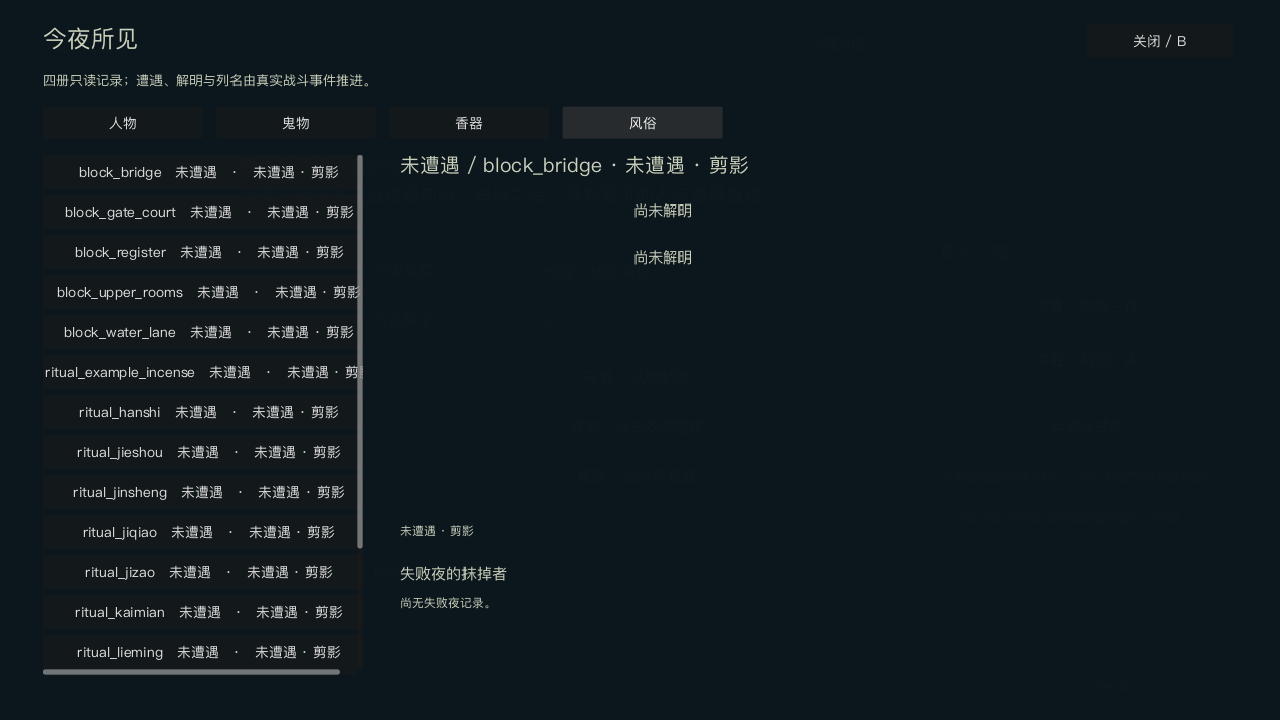 今夜所见
关闭 / B
四册只读记录；遭遇、解明与列名由真实战斗事件推进。
人物
鬼物
香器
风俗
block_bridge 未遭遇 · 未遭遇 · 剪影
block_gate_court 未遭遇 · 未遭遇 · 剪影
block_register 未遭遇 · 未遭遇 · 剪影
block_upper_rooms 未遭遇 · 未遭遇 · 剪影
block_water_lane 未遭遇 · 未遭遇 · 剪影
ritual_example_incense 未遭遇 · 未遭遇 · 剪
ritual_hanshi 未遭遇 · 未遭遇 · 剪影
ritual_jieshou 未遭遇 · 未遭遇 · 剪影
ritual_jinsheng 未遭遇 · 未遭遇 · 剪影
ritual_jiqiao 未遭遇 · 未遭遇 · 剪影
ritual_jizao 未遭遇 · 未遭遇 · 剪影
ritual_kaimian 未遭遇 · 未遭遇 · 剪影
ritual_lieming 未遭遇 · 未遭遇 · 剪影
未遭遇 / block_bridge · 未遭遇 · 剪影
尚未解明
尚未解明
未遭遇 · 剪影
失败夜的抹掉者
尚无失败夜记录。